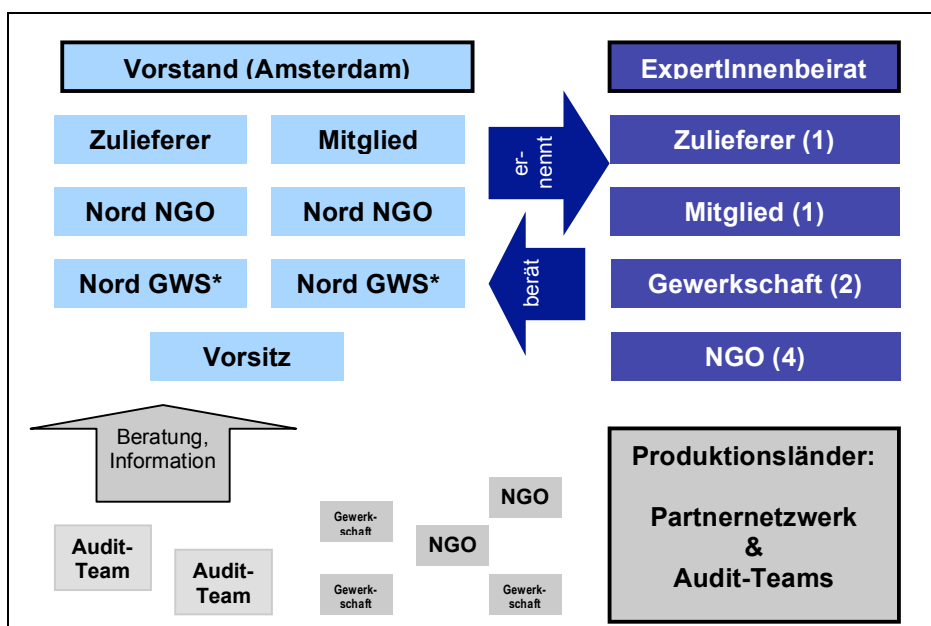 Vorstand (Amsterdam)
ExpertInnenbeirat
Zulieferer
Mitglied
er-
nennt
Zulieferer (1)
Nord NGO
Nord NGO
Mitglied (1)
Nord GWS*
Nord GWS*
berät
Gewerkschaft (2)
Vorsitz
NGO (4)
Beratung,
Information
Produktionsländer:
Partnernetzwerk
&
Audit-Teams
NGO
Gewerk-
schaft
NGO
Audit-
Team
Audit-
Team
Gewerk-
schaft
Gewerk-
schaft